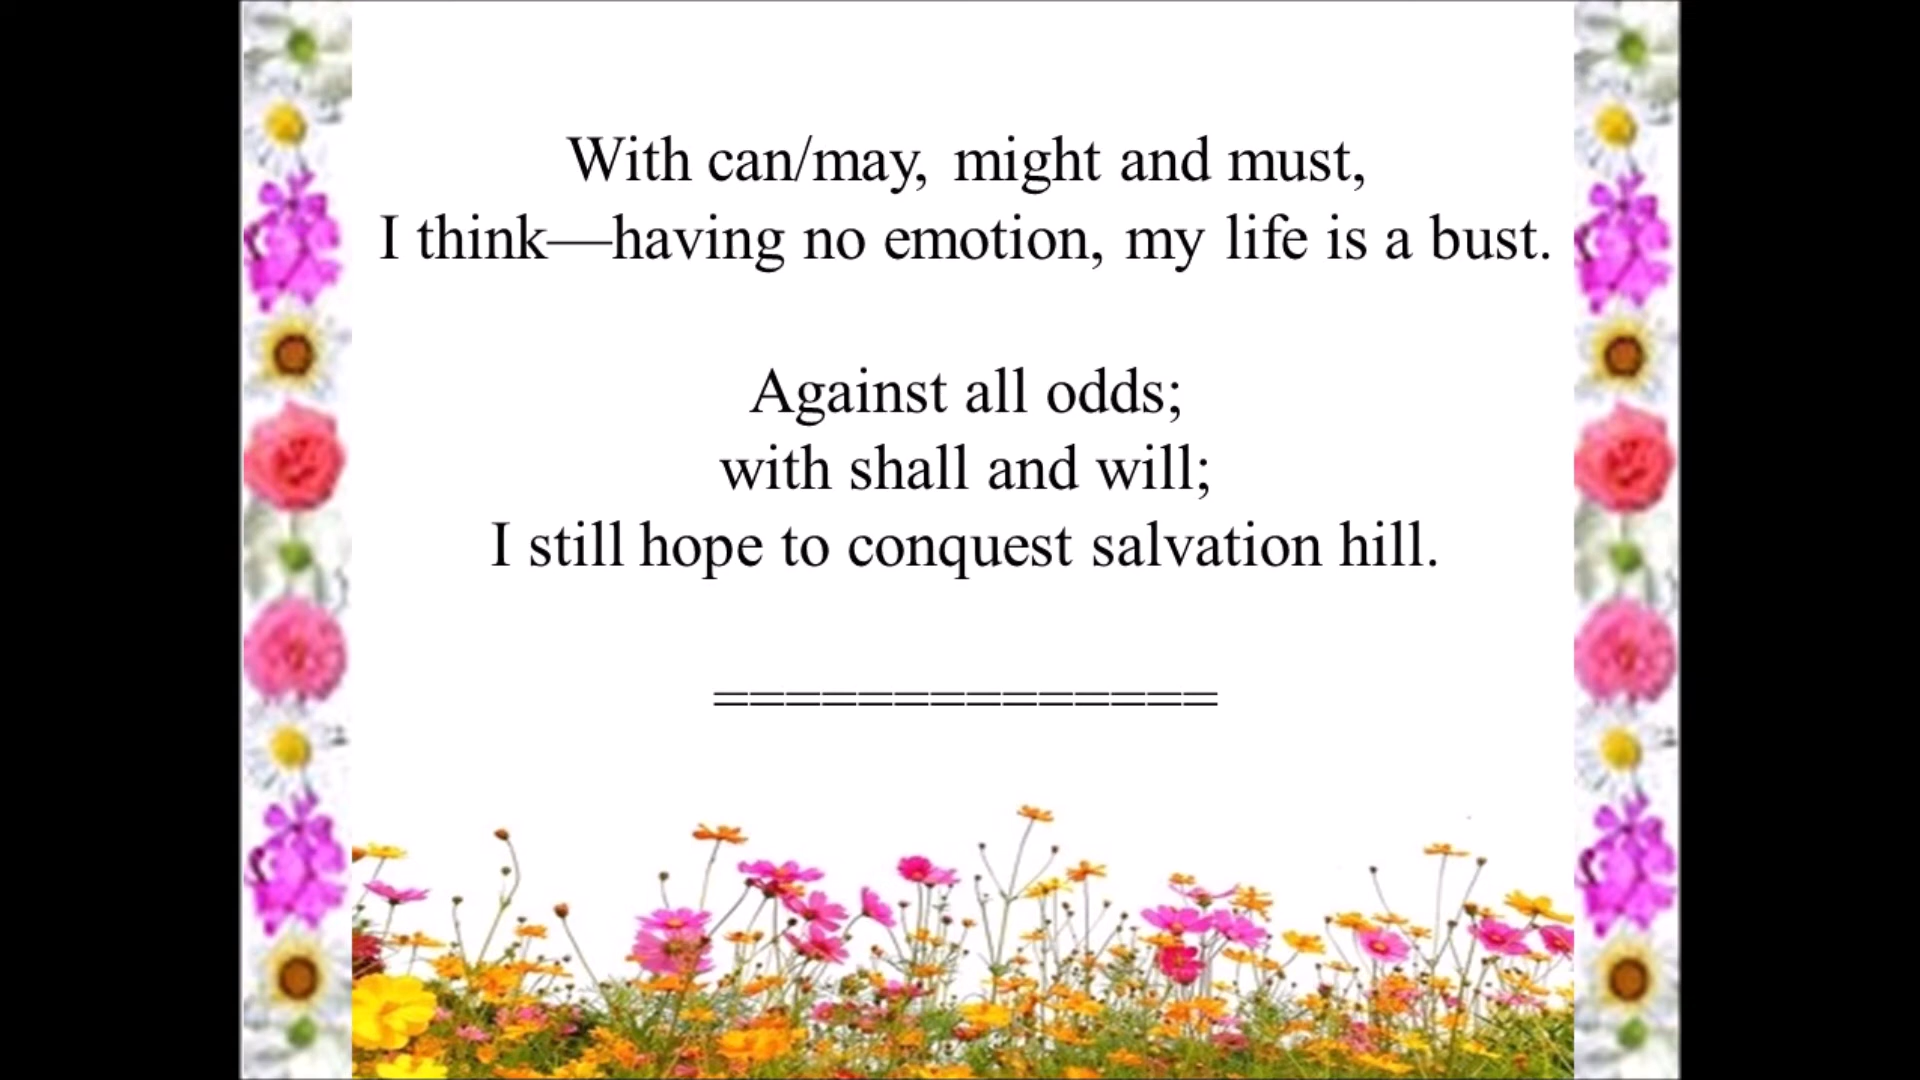 With can/may, might and must,
I think—having no emotion, my life is a bust.
Against all odds;
with shall and will;
I still hope to conquest salvation hill.
==============